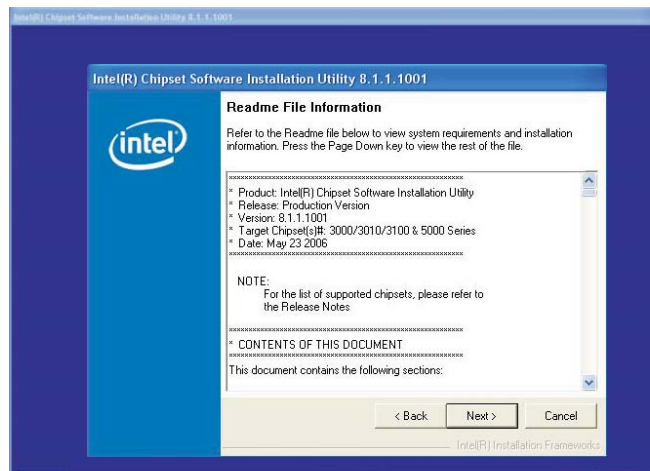 Intel(R) Chipset Software Installation Utility 8.1.1.1001
Intel(R) Chipset Software Installation Utility 8.1.1.1001
intel
Readme File Information
Refer to the Readme file below to view system requirements and installation
information. Press the Page Down key to view the rest of the file.
************************************************************
* Product: Intel(R) Chipset Software Installation Utility
* Release: Production Version
* Version: 8.1.1.1001
* Target Chipset(s)#: 3000/3010/3100 & 5000 Series
* Date: May 23 2006
************************************************************
NOTE:
For the list of supported chipsets, please refer to
the Release Notes
************************************************************
* CONTENTS OF THIS DOCUMENT
************************************************************
This document contains the following sections:
< Back
Next >
Cancel
Intel(R) Installation Frameworks